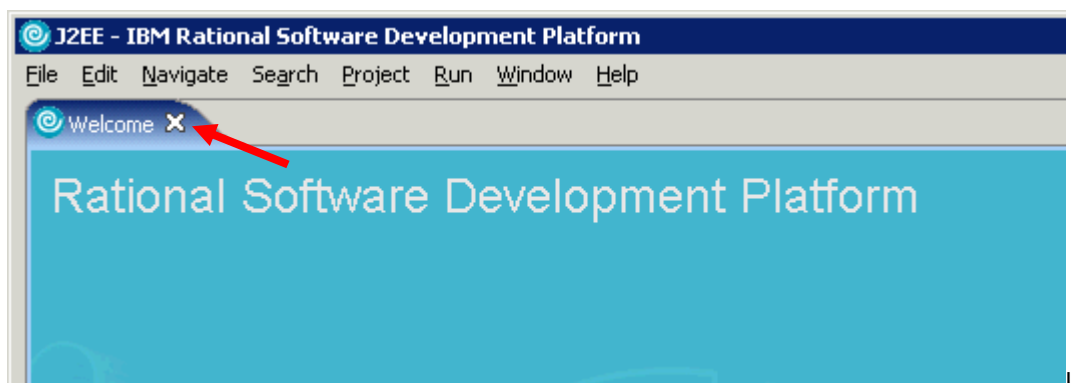 J2EE - IBM Rational Software Development Platform
File Edit Navigate Search Project Run Window Help
Welcome
Rational Software Development Platform